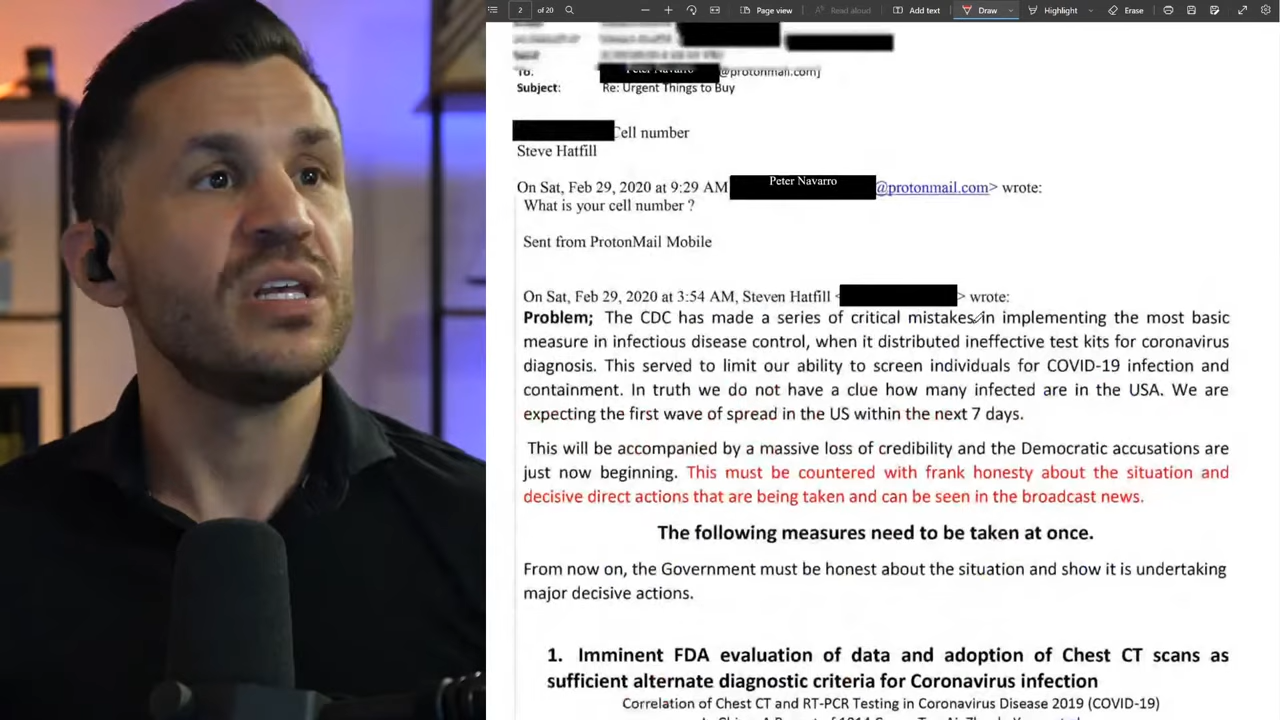 2 of 20 Page view Read aloud Add text Draw Highlight Erase
To: Peter Navarro @protonmail.com]
Subject: Re: Urgent Things to Buy
Cell number
Steve Hatfill
On Sat, Feb 29, 2020 at 9:29 AM Peter Navarro @protonmail.com> wrote:
What is your cell number ?
Sent from ProtonMail Mobile
On Sat, Feb 29, 2020 at 3:54 AM, Steven Hatfill < > wrote:
Problem; The CDC has made a series of critical mistakes in implementing the most basic
measure in infectious disease control, when it distributed ineffective test kits for coronavirus
diagnosis. This served to limit our ability to screen individuals for COVID-19 infection and
containment. In truth we do not have a clue how many infected are in the USA. We are
expecting the first wave of spread in the US within the next 7 days.
This will be accompanied by a massive loss of credibility and the Democratic accusations are
just now beginning. This must be countered with frank honesty about the situation and
decisive direct actions that are being taken and can be seen in the broadcast news.
The following measures need to be taken at once.
From now on, the Government must be honest about the situation and show it is undertaking
major decisive actions.
1. Imminent FDA evaluation of data and adoption of Chest CT scans as
sufficient alternate diagnostic criteria for Coronavirus infection
Correlation of Chest CT and RT-PCR Testing in Coronavirus Disease 2019 (COVID-19)